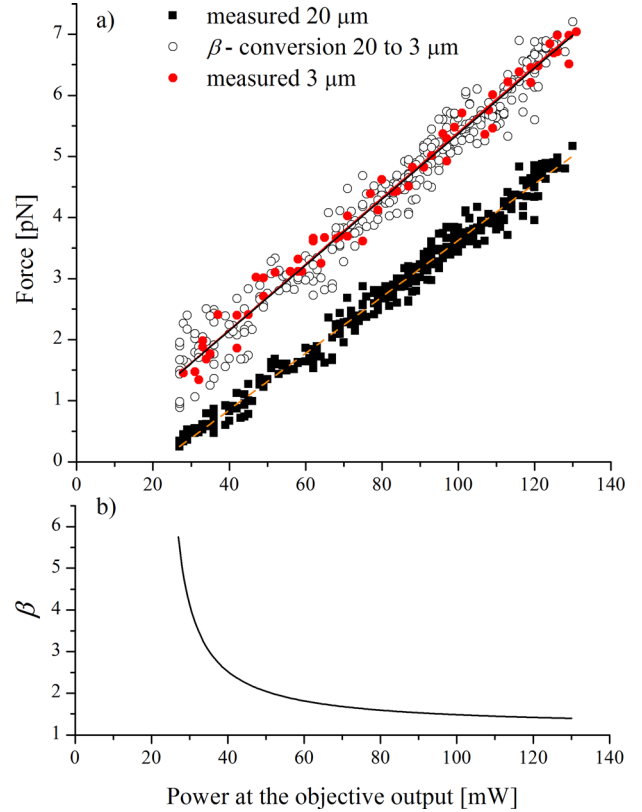 a)
measured 20 μm
β - conversion 20 to 3 μm
measured 3 μm
Force [pN]
7
6
5
4
3
2
1
0
0 20 40 60 80 100 120 140
b)
β
6
5
4
3
2
1
0 20 40 60 80 100 120 140
Power at the objective output [mW]